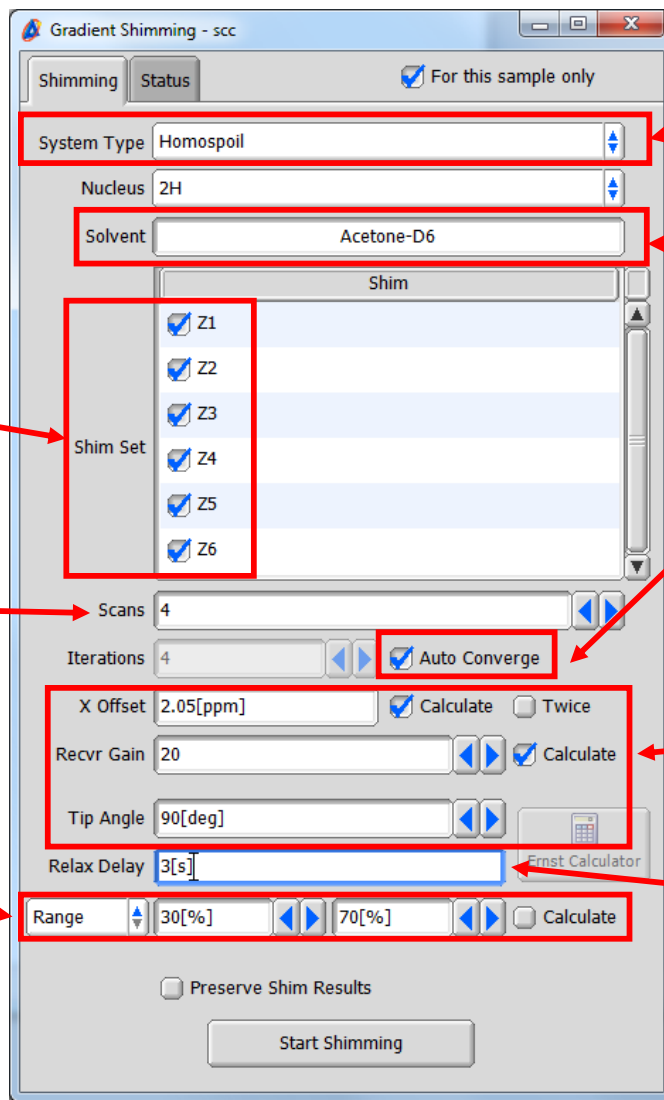 Gradient Shimming - scc
Shimming Status For this sample only
System Type Homospoil
Nucleus 2H
Solvent Acetone-D6
Shim
Shim Set
Z1
Z2
Z3
Z4
Z5
Z6
Scans 4
Iterations 4 Auto Converge
X Offset 2.05[ppm] Calculate Twice
Recvr Gain 20 Calculate
Tip Angle 90[deg]
Relax Delay 3[s] Ernst Calculator
Range 30[%] 70[%] Calculate
Preserve Shim Results
Start Shimming